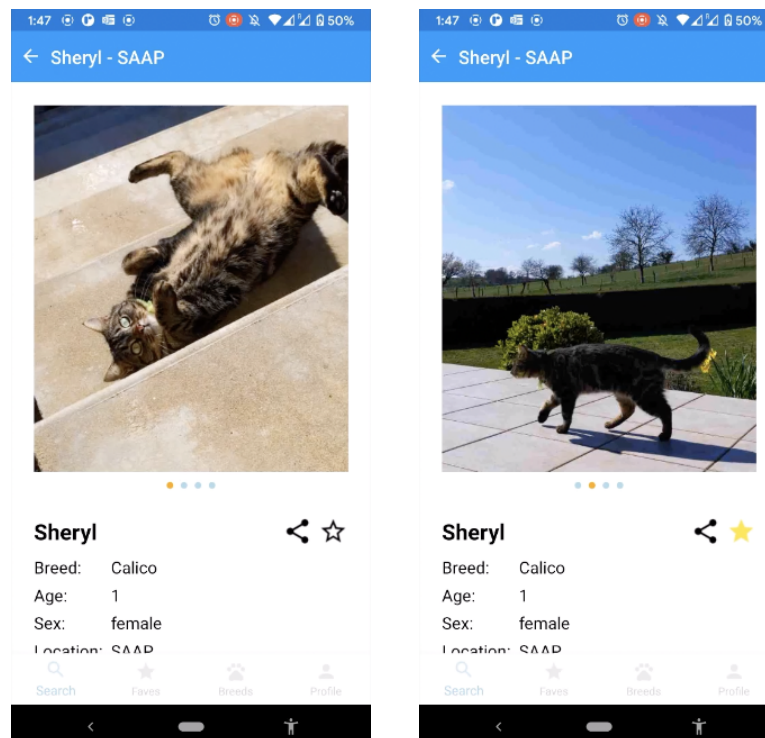 1:47 50%
Sheryl - SAAP
Sheryl
Breed: Calico
Age: 1
Sex: female
Location: SAAP
Search Faves Breeds Profile
1:47 50%
Sheryl - SAAP
Sheryl
Breed: Calico
Age: 1
Sex: female
Location: SAAP
Search Faves Breeds Profile